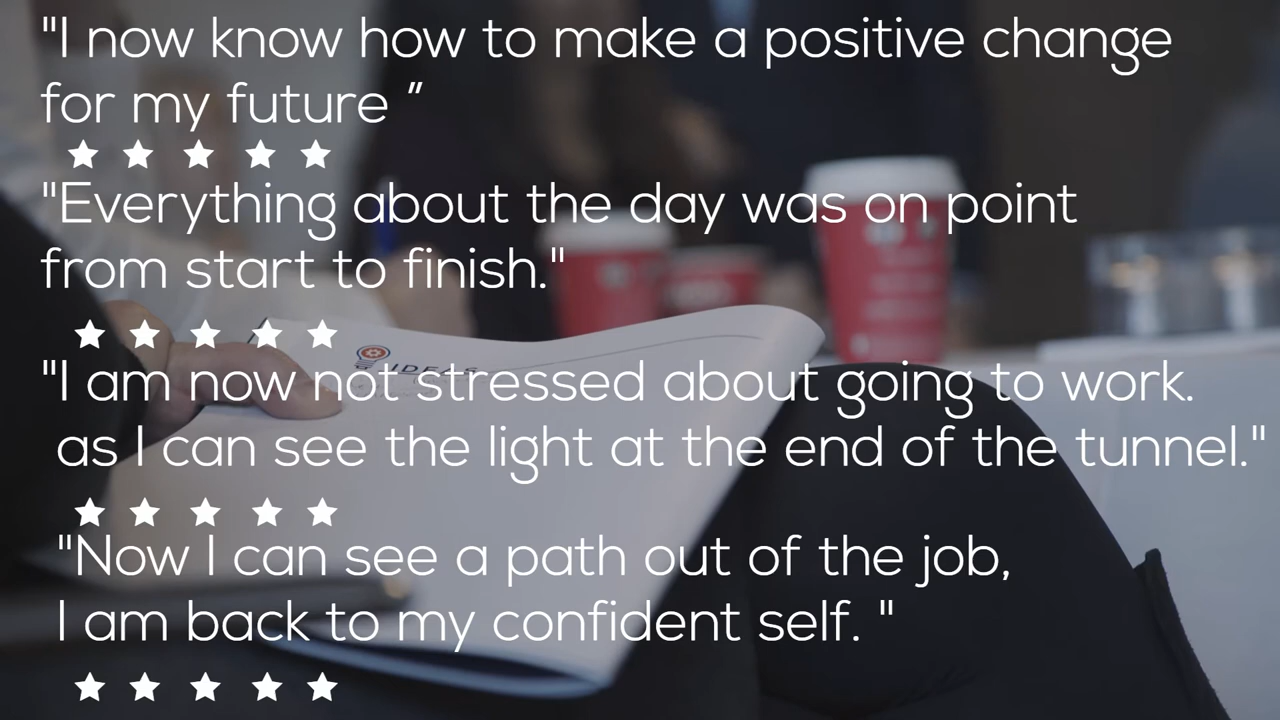 "I now know how to make a positive change
for my future ”
"Everything about the day was on point
from start to finish."
IDEAS
"I am now not stressed about going to work.
as I can see the light at the end of the tunnel."
"Now I can see a path out of the job,
I am back to my confident self. "